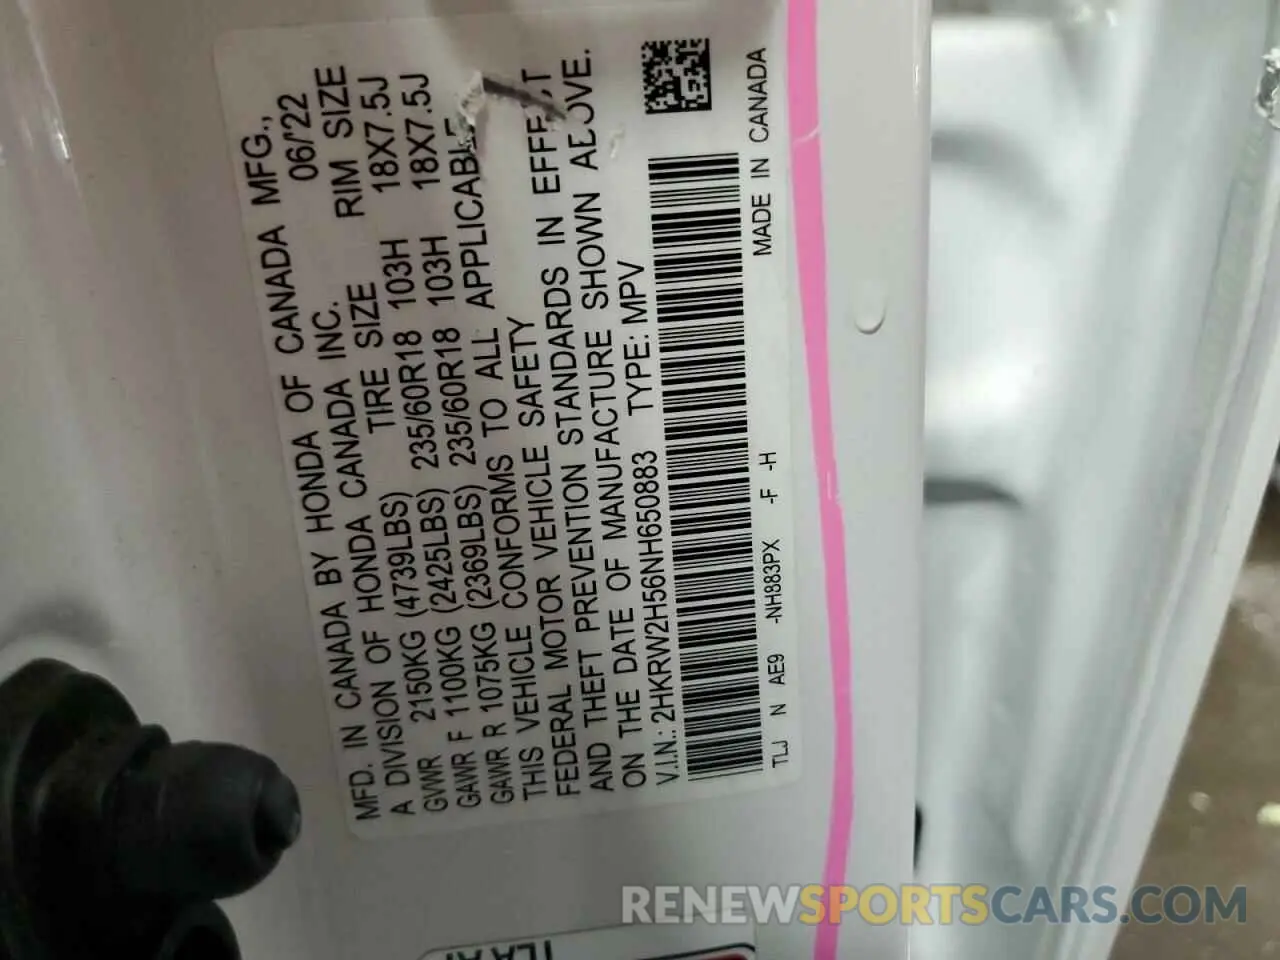 MFD. IN CANADA BY HONDA OF CANADA MFG.,
A DIVISION OF HONDA CANADA INC. 06/'22
GVWR 2150KG (4739LBS) TIRE SIZE RIM SIZE
GAWR F 1100KG (2425LBS) 235/60R18 103H 18X7.5J
GAWR R 1075KG (2369LBS) 235/60R18 103H 18X7.5J
THIS VEHICLE CONFORMS TO ALL APPLICABLE
FEDERAL MOTOR VEHICLE SAFETY
AND THEFT PREVENTION STANDARDS IN EFFECT
ON THE DATE OF MANUFACTURE SHOWN ABOVE.
V.I.N.: 2HKRW2H56NH650883 TYPE: MPV
TLJ N AE9 -NH883PX -F -H MADE IN CANADA
RENEWSPORTSCARS.COM